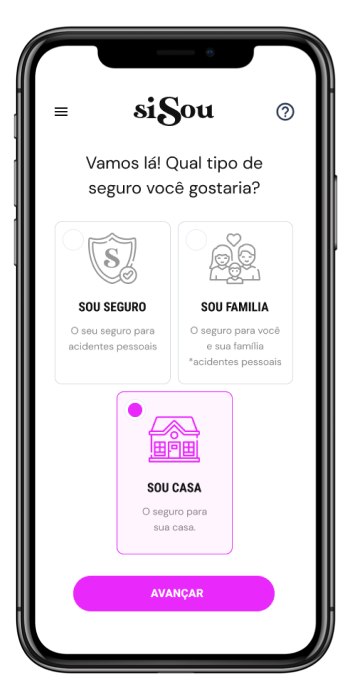 siSou
Vamos lá! Qual tipo de
seguro você gostaria?
S
SOU SEGURO
O seu seguro para
acidentes pessoais
SOU FAMILIA
O seguro para você
e sua família
*acidentes pessoais
SOU CASA
O seguro para
sua casa.
AVANÇAR